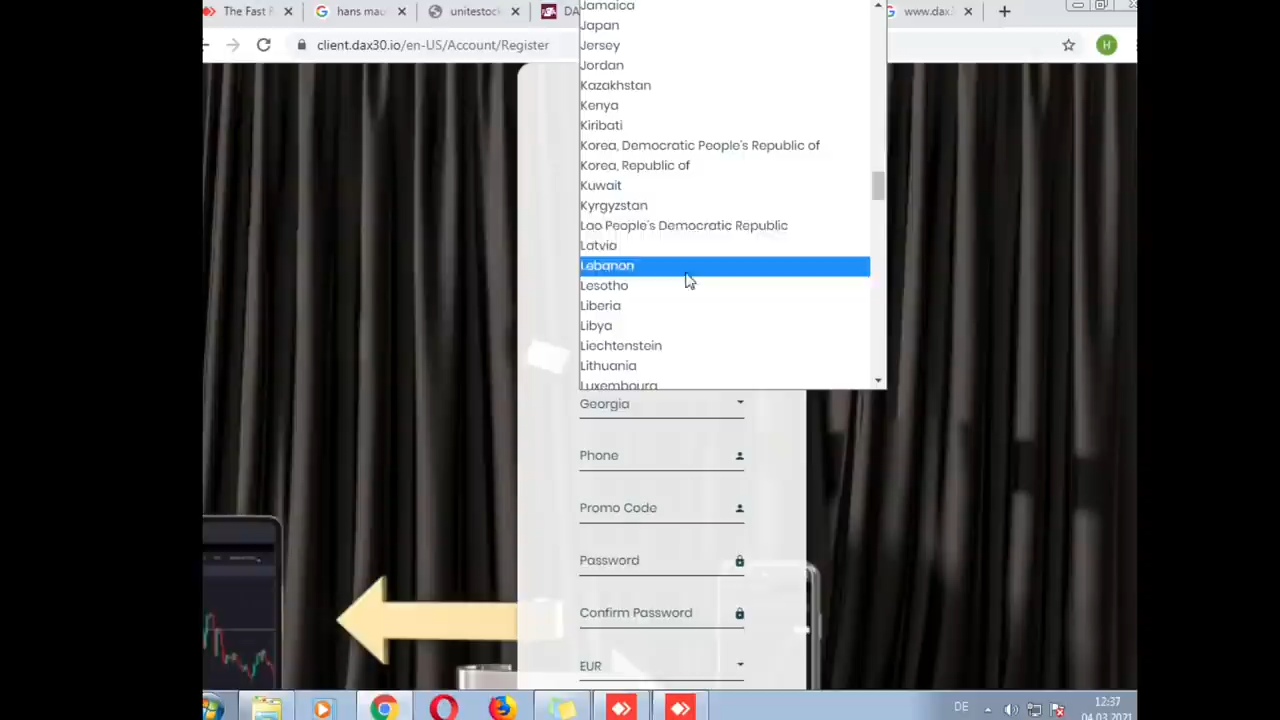 The Fast F
hans mau
unitestock
DA
www.dax
client.dax30.io/en-US/Account/Register
H
Jamaica
Japan
Jersey
Jordan
Kazakhstan
Kenya
Kiribati
Korea, Democratic People's Republic of
Korea, Republic of
Kuwait
Kyrgyzstan
Lao People's Democratic Republic
Latvia
Lebanon
Lesotho
Liberia
Libya
Liechtenstein
Lithuania
Luxembourg
Georgia
Phone
Promo Code
Password
Confirm Password
EUR
DE
12:37
04.03.2021